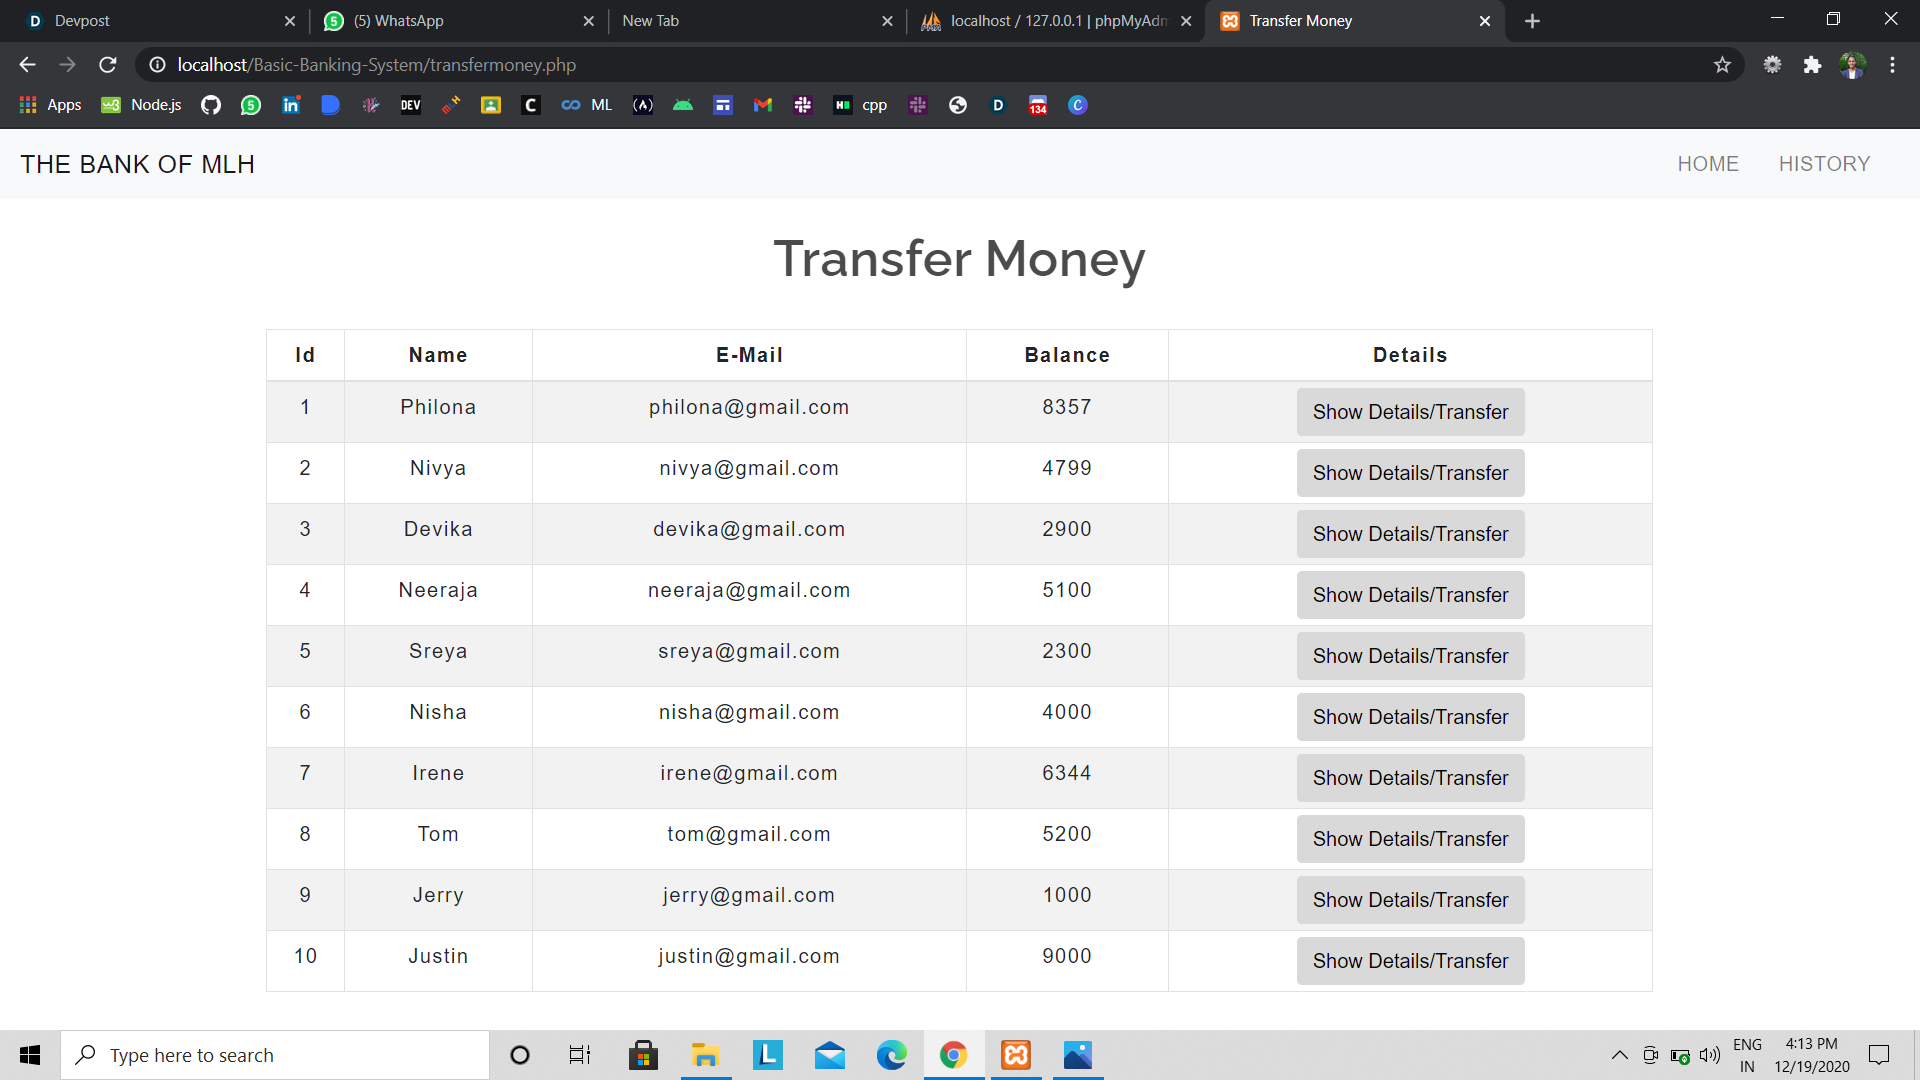 Devpost (5) WhatsApp New Tab localhost / 127.0.0.1 | phpMyAdm Transfer Money
localhost/Basic-Banking-System/transfermoney.php
Apps Node.js DEV C ML (A) cpp D 134 C
THE BANK OF MLH HOME HISTORY
Transfer Money
Id Name E-Mail Balance Details
1 Philona philona@gmail.com 8357 Show Details/Transfer
2 Nivya nivya@gmail.com 4799 Show Details/Transfer
3 Devika devika@gmail.com 2900 Show Details/Transfer
4 Neeraja neeraja@gmail.com 5100 Show Details/Transfer
5 Sreya sreya@gmail.com 2300 Show Details/Transfer
6 Nisha nisha@gmail.com 4000 Show Details/Transfer
7 Irene irene@gmail.com 6344 Show Details/Transfer
8 Tom tom@gmail.com 5200 Show Details/Transfer
9 Jerry jerry@gmail.com 1000 Show Details/Transfer
10 Justin justin@gmail.com 9000 Show Details/Transfer
Type here to search ENG 4:13 PM
IN 12/19/2020